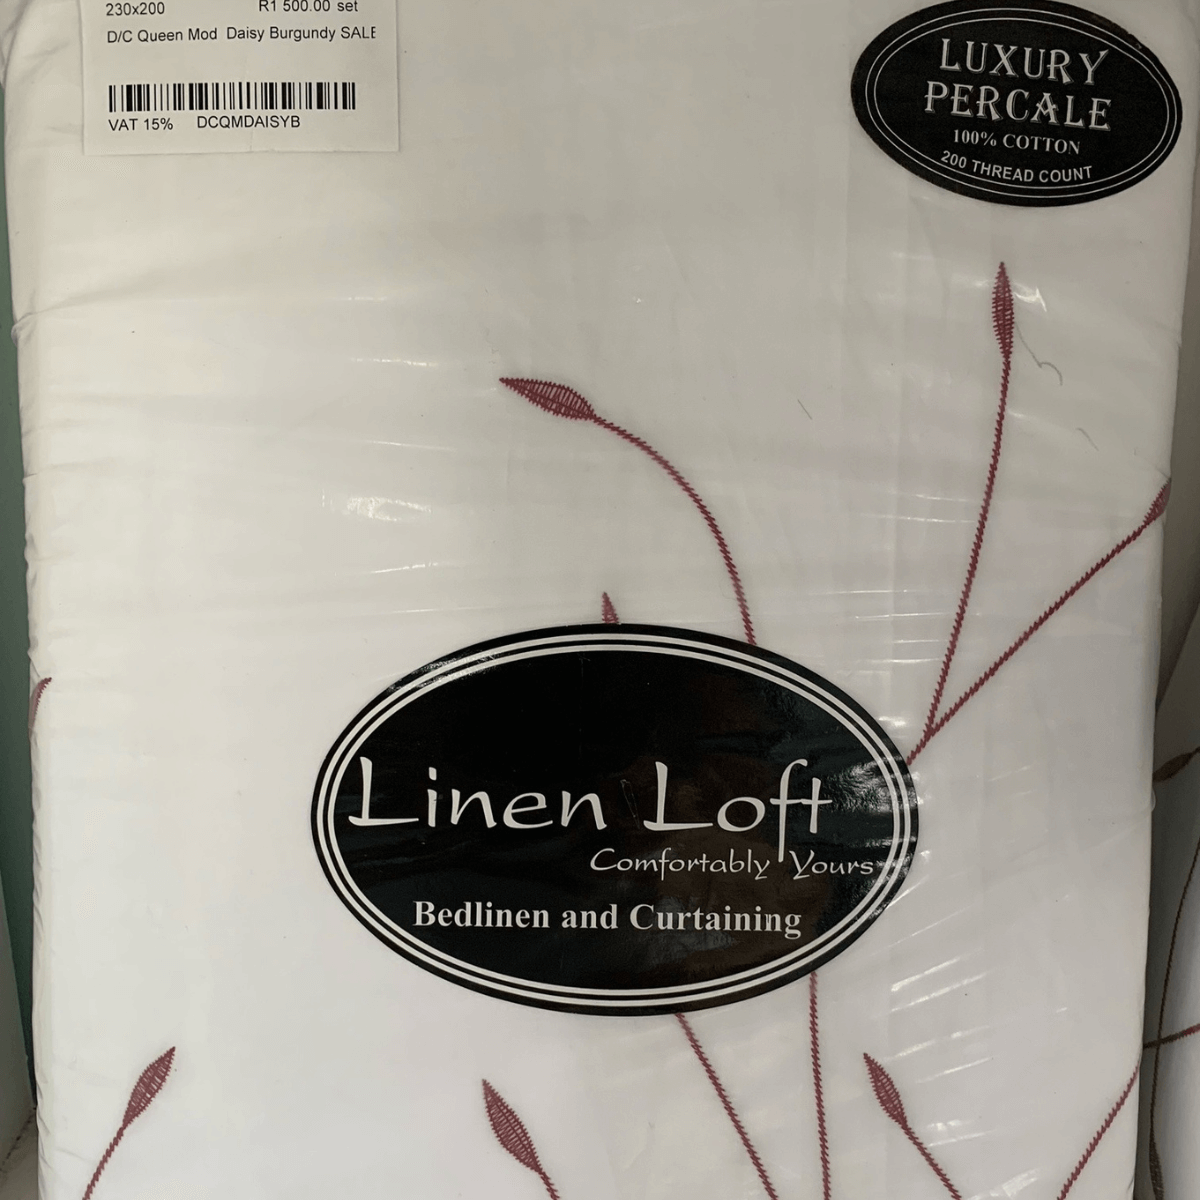 230x200 R1 500.00 set
D/C Queen Mod Daisy Burgundy SALE
VAT 15% DCQMDAISYB
LUXURY
PERCALE
100% COTTON
200 THREAD COUNT
Linen Loft
Comfortably Yours
Bedlinen and Curtaining